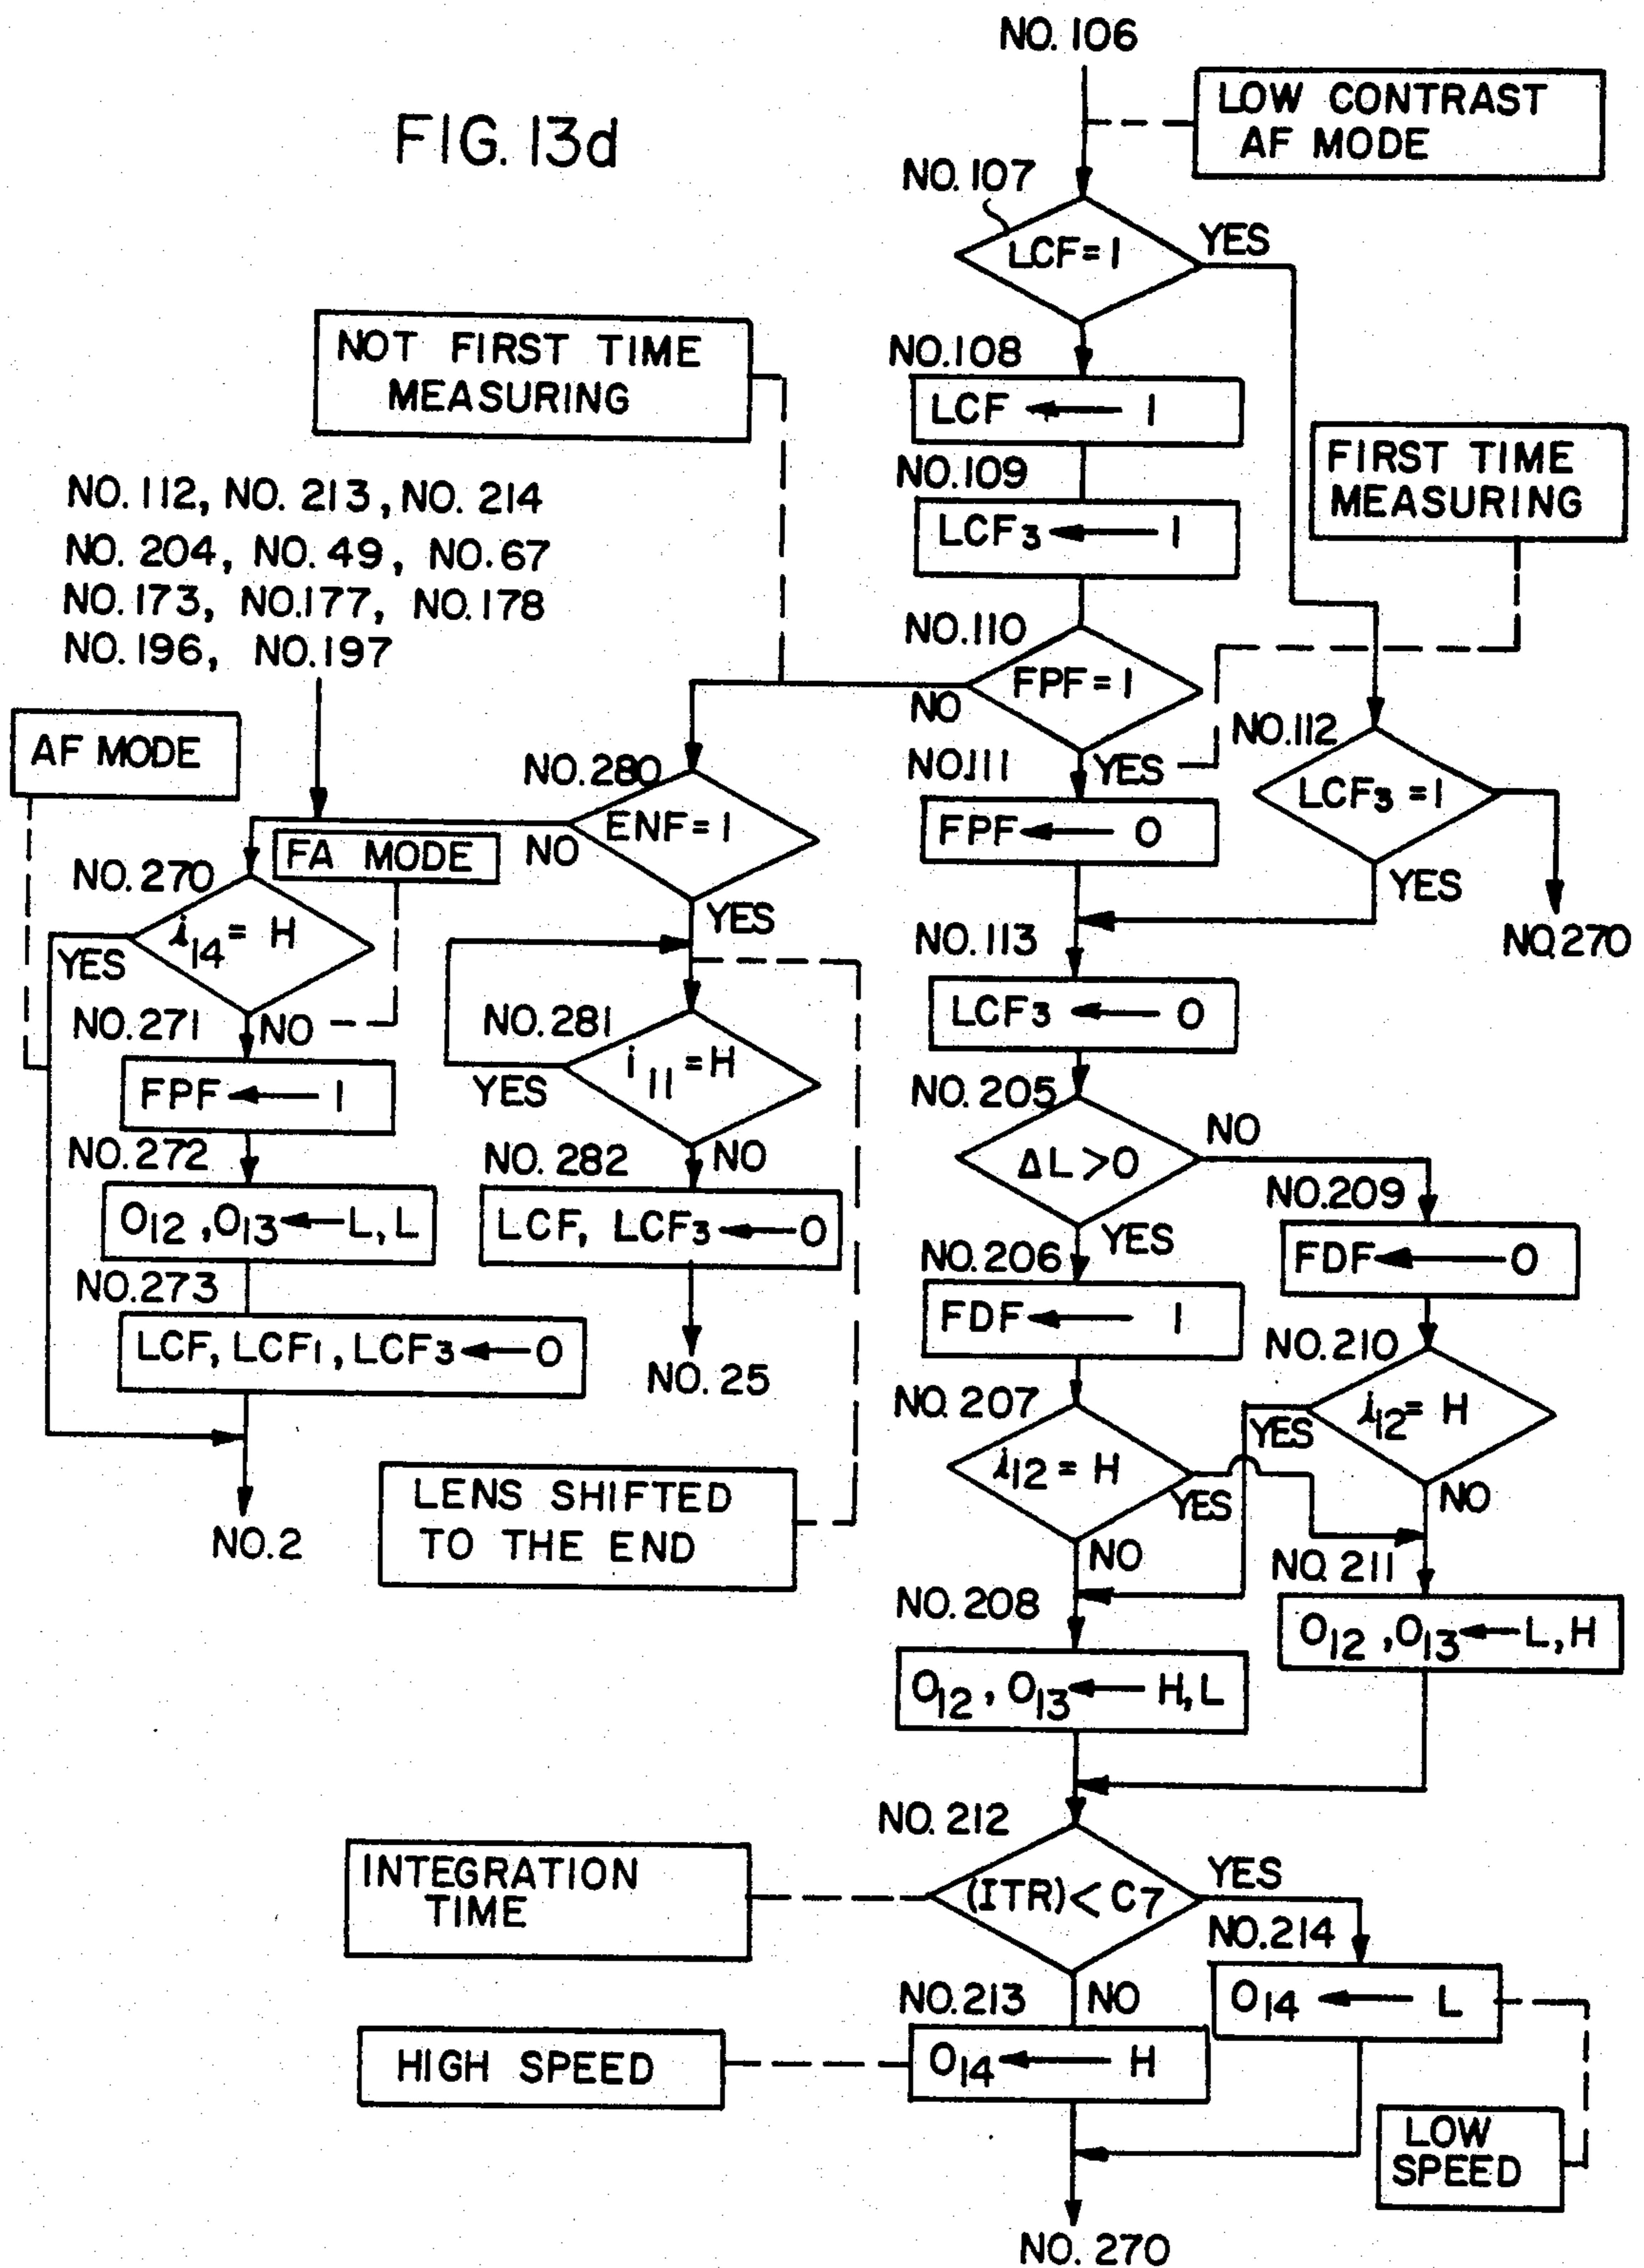 FIG. 13d
NO. 106
LOW CONTRAST
AF MODE
NO.107
LCF=1
YES
NO.108
LCF ← 1
NO.109
LCF3 ← 1
NOT FIRST TIME
MEASURING
FIRST TIME
MEASURING
NO.110
FPF=1
NO
YES
NO.111
FPF ← 0
NO.112
LCF3 =1
YES
NO.270
NO.112, NO. 213, NO. 214
NO. 204, NO. 49, NO. 67
NO.173, NO.177, NO.178
NO.196, NO.197
AF MODE
NO.280
ENF=1
NO
YES
FA MODE
NO.270
i14= H
YES
NO
NO.271
FPF ← 1
NO.272
O12 ,O13 ← L, L
NO.273
LCF, LCF1, LCF3 ← 0
NO.2
NO.281
i11 =H
YES
NO
NO. 282
LCF, LCF3 ← 0
NO. 25
LENS SHIFTED
TO THE END
NO.113
LCF3 ← 0
NO. 205
ΔL >0
NO
YES
NO.206
FDF ← 1
NO.209
FDF ← 0
NO. 207
i12 = H
YES
NO
NO.210
i12= H
YES
NO
NO.208
O12, O13 ← H,L
NO.211
O12 ,O13 ← L,H
NO. 212
(ITR)< C7
YES
NO
INTEGRATION
TIME
NO.214
O14 ← L
NO.213
O14 ← H
HIGH SPEED
LOW
SPEED
NO. 270